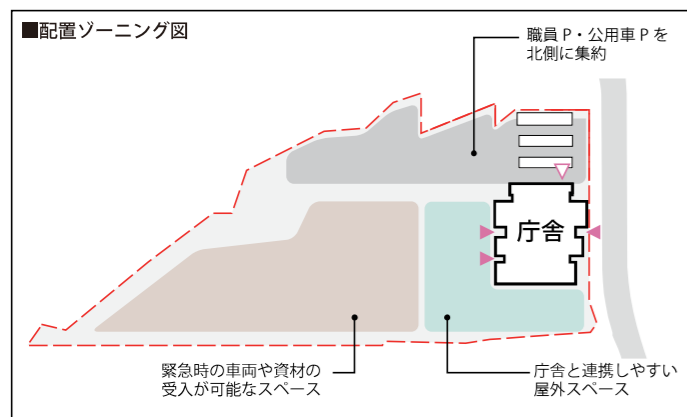 ■配置ゾーニング図
職員 P・公用車 P を
北側に集約
庁舎
緊急時の車両や資材の
受入が可能なスペース
庁舎と連携しやすい
屋外スペース